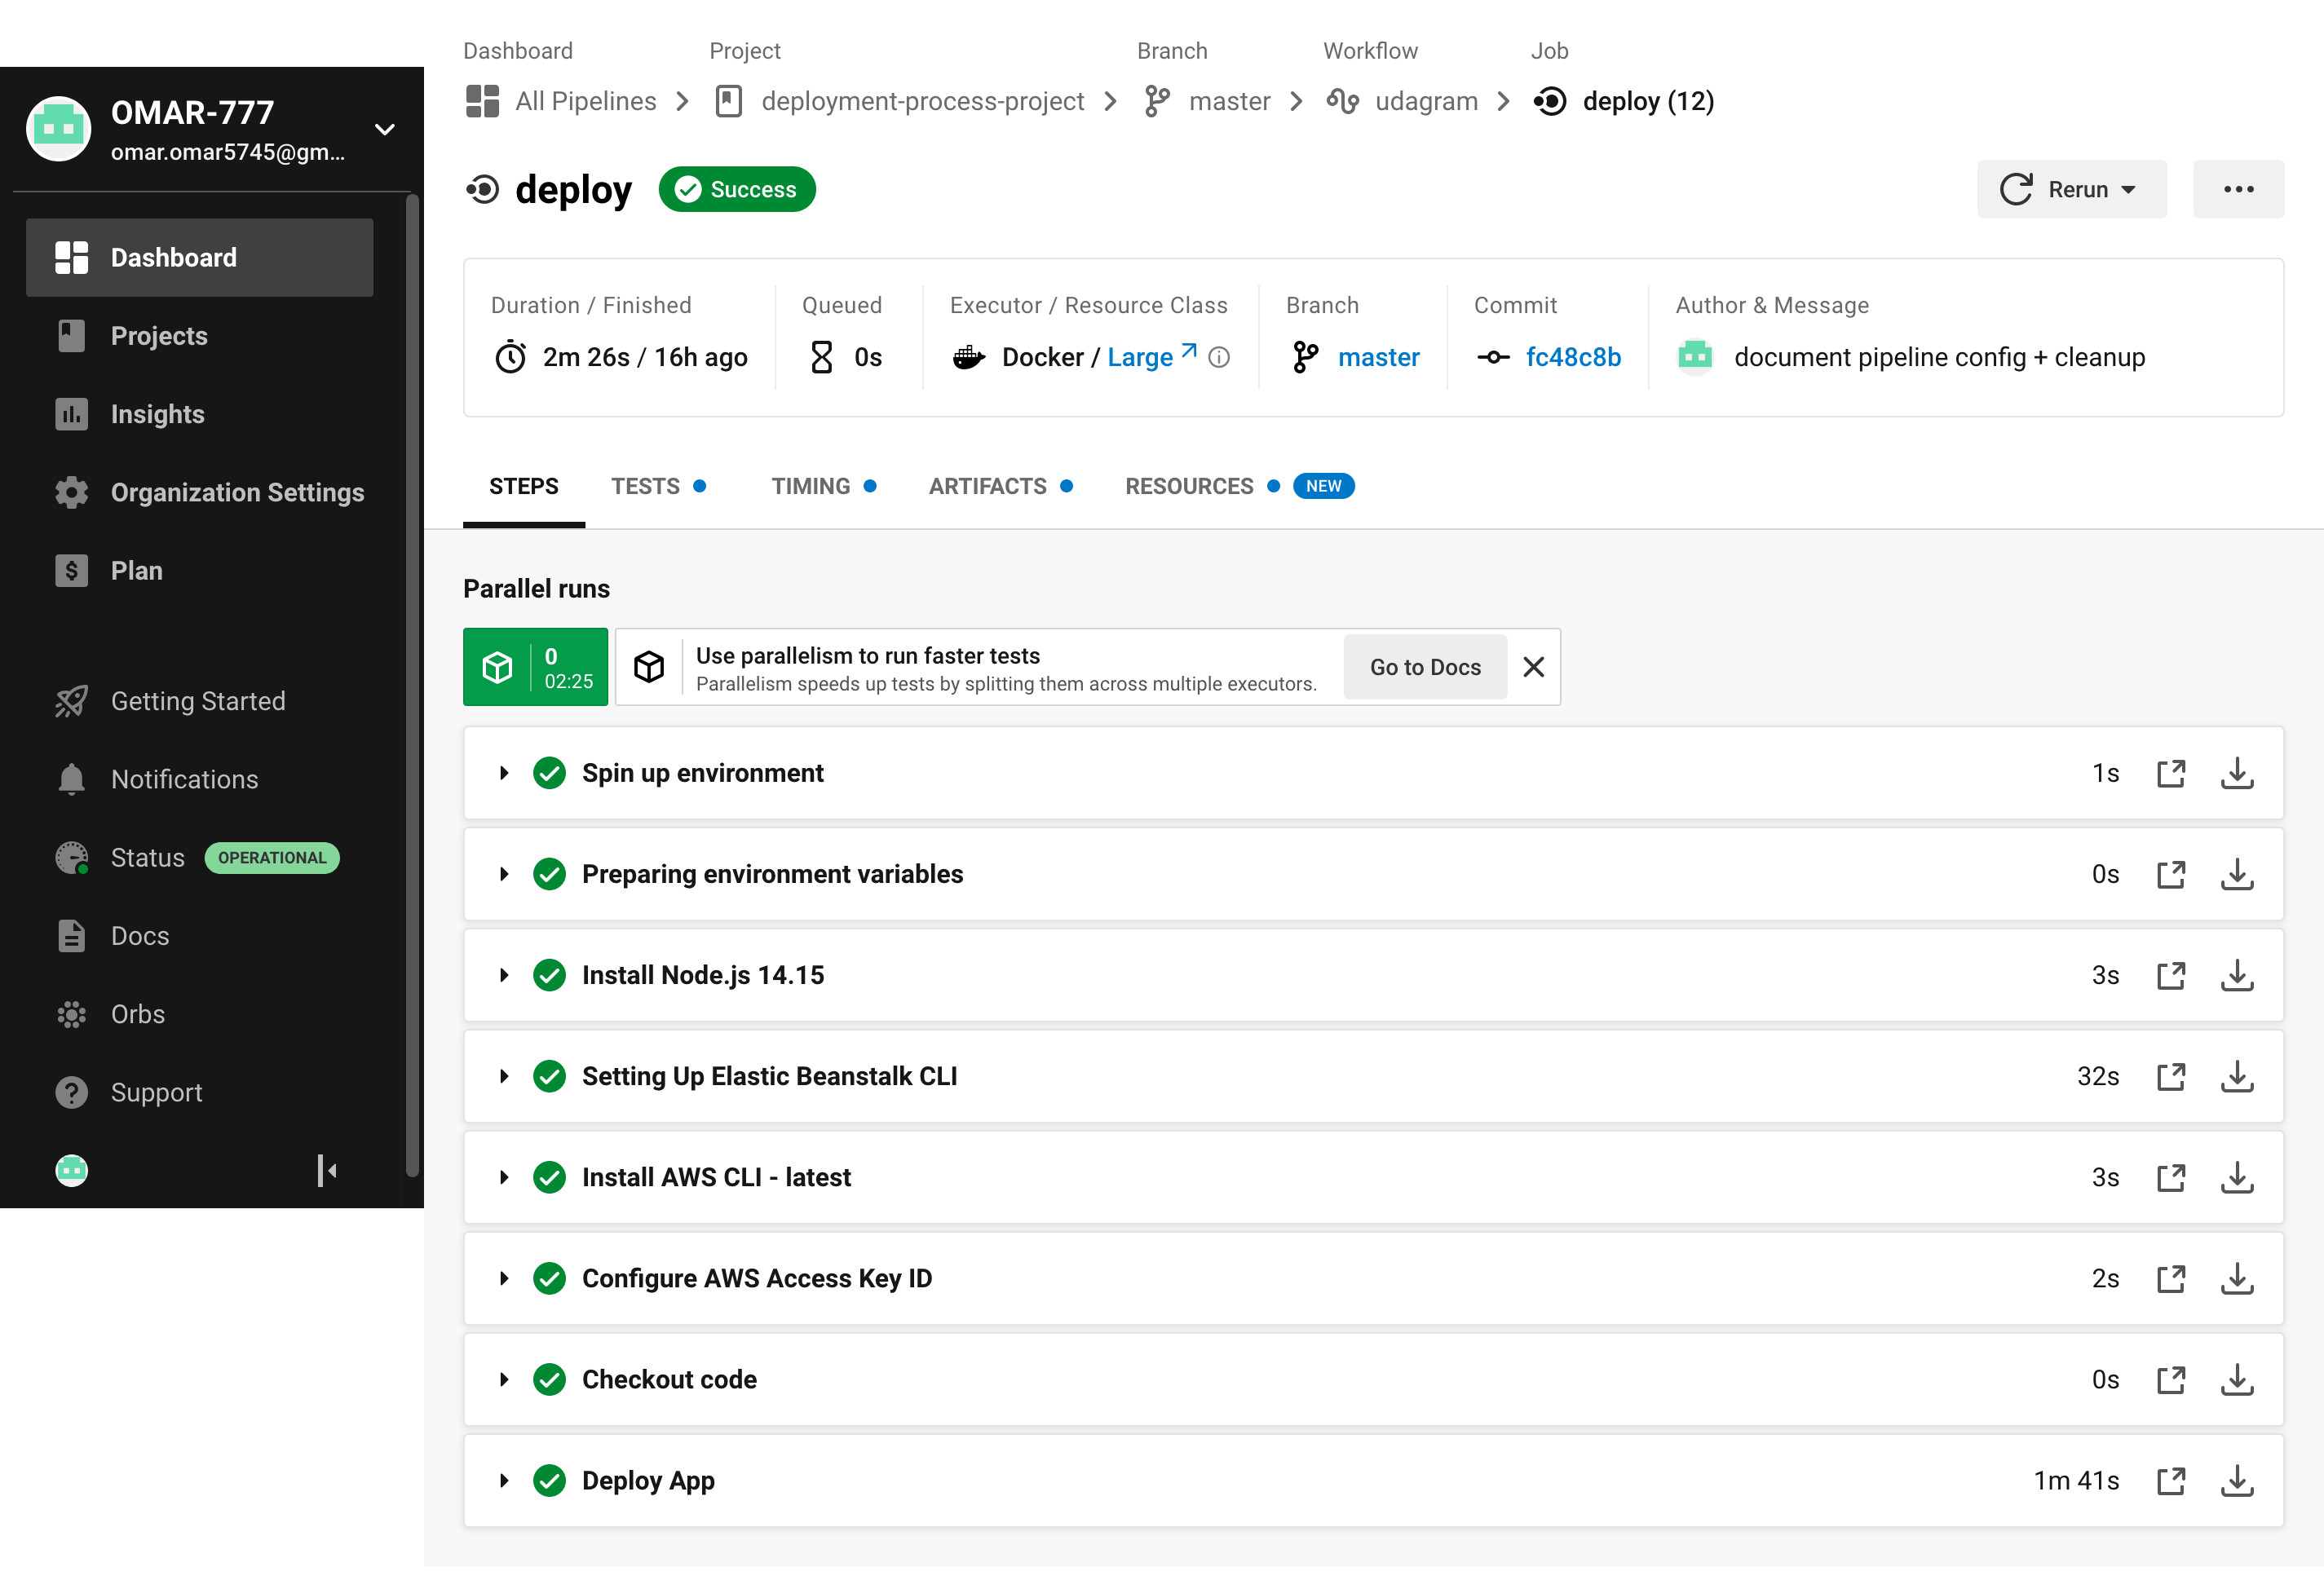 OMAR-777
omar.omar5745@gm...
Dashboard
Projects
Insights
Organization Settings
Plan
Getting Started
Notifications
Status OPERATIONAL
Docs
Orbs
Support
Dashboard Project Branch Workflow Job
All Pipelines deployment-process-project master udagram deploy (12)
deploy Success Rerun
Duration / Finished Queued Executor / Resource Class Branch Commit Author & Message
2m 26s / 16h ago 0s Docker / Large master fc48c8b document pipeline config + cleanup
STEPS TESTS TIMING ARTIFACTS RESOURCES NEW
Parallel runs
0
02:25
Use parallelism to run faster tests
Parallelism speeds up tests by splitting them across multiple executors.
Go to Docs
Spin up environment 1s
Preparing environment variables 0s
Install Node.js 14.15 3s
Setting Up Elastic Beanstalk CLI 32s
Install AWS CLI - latest 3s
Configure AWS Access Key ID 2s
Checkout code 0s
Deploy App 1m 41s